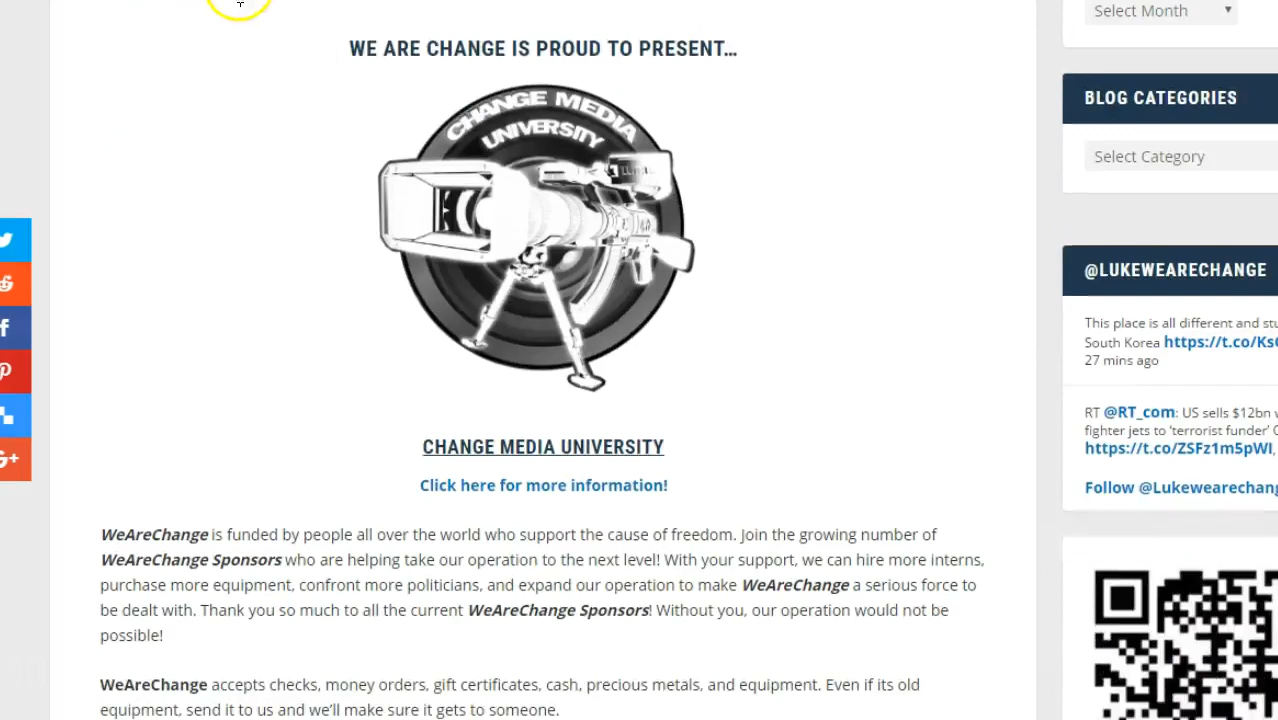 Select Month
WE ARE CHANGE IS PROUD TO PRESENT...
BLOG CATEGORIES
CHANGE MEDIA
UNIVERSITY
Select Category
@LUKEWEARECHANGE
This place is all different and stu
South Korea https://t.co/Ks
27 mins ago
RT @RT_com: US sells $12bn
fighter jets to 'terrorist funder'
https://t.co/ZSFz1m5pWI,
CHANGE MEDIA UNIVERSITY
Click here for more information!
Follow @Lukewearechang
WeAreChange is funded by people all over the world who support the cause of freedom. Join the growing number of
WeAreChange Sponsors who are helping take our operation to the next level! With your support, we can hire more interns,
purchase more equipment, confront more politicians, and expand our operation to make WeAreChange a serious force to
be dealt with. Thank you so much to all the current WeAreChange Sponsors! Without you, our operation would not be
possible!
WeAreChange accepts checks, money orders, gift certificates, cash, precious metals, and equipment. Even if its old
equipment, send it to us and we'll make sure it gets to someone.